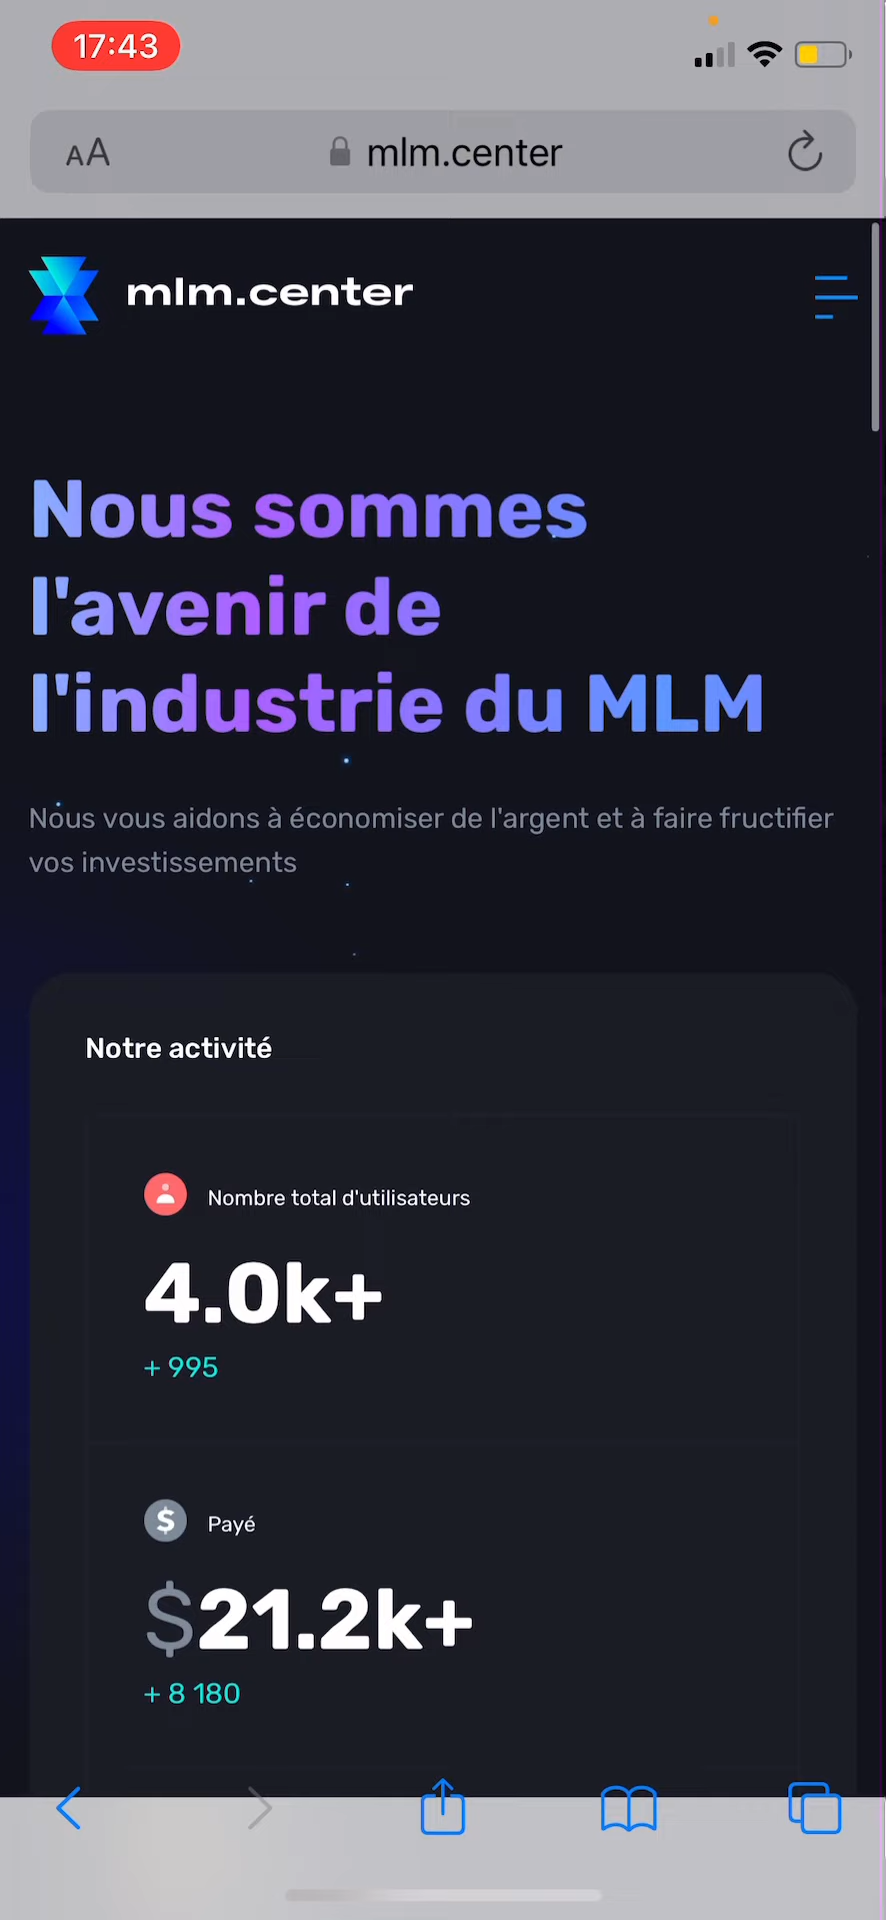 17:43
AA
mlm.center
mlm.center
Nous sommes
l'avenir de
l'industrie du MLM
Nous vous aidons à économiser de l'argent et à faire fructifier
vos investissements
Notre activité
Nombre total d'utilisateurs
4.0k+
+ 995
$ Payé
$21.2k+
+ 8 180